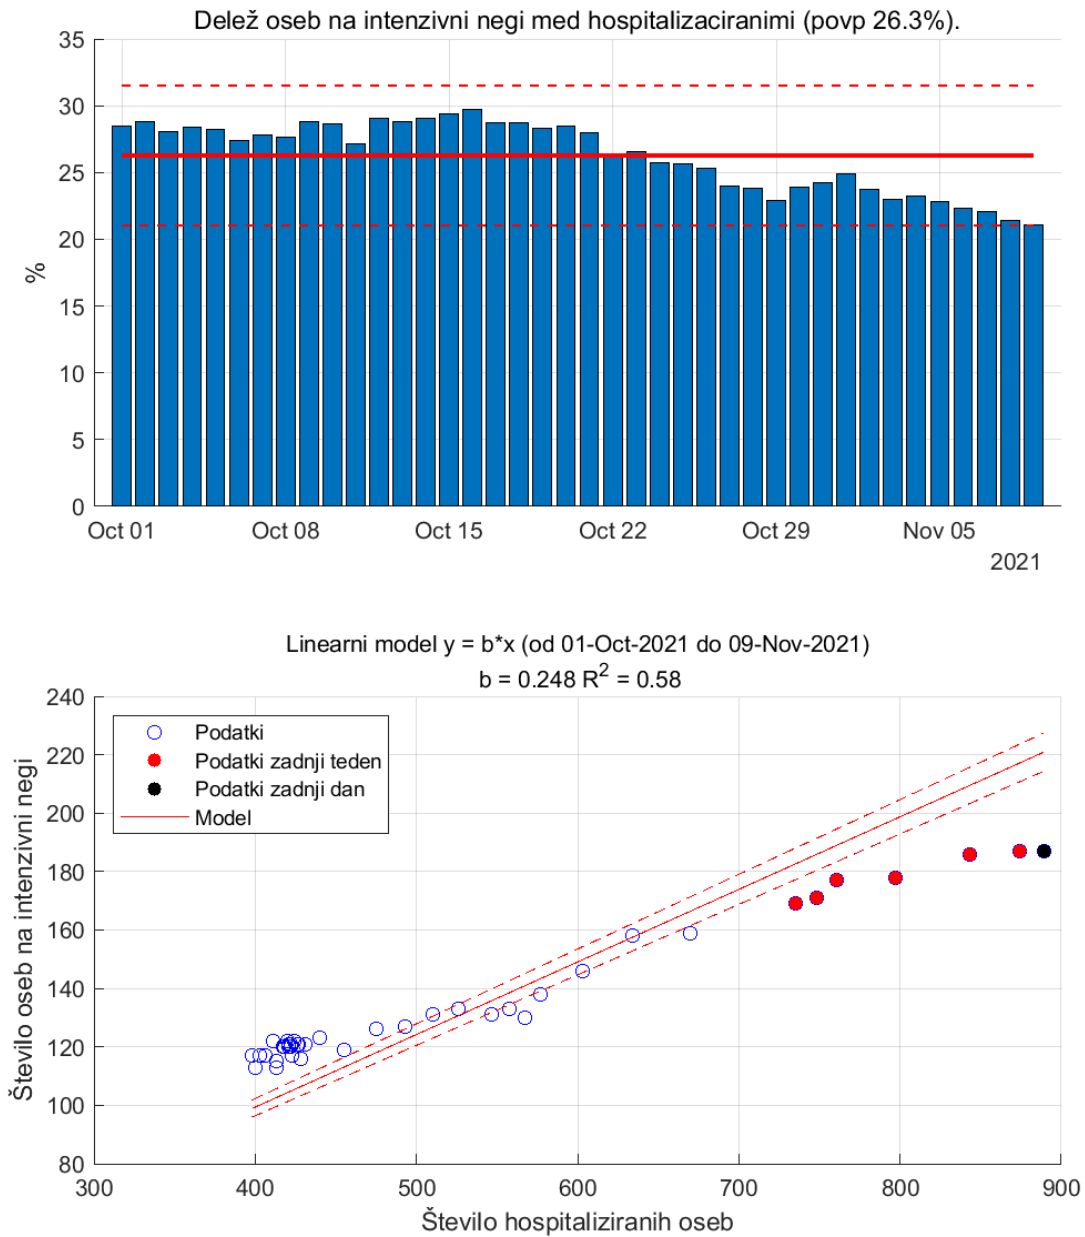 Delež oseb na intenzivni negi med hospitalizaciranimi (povp 26.3%).
35
30
25
20
15
10
5
0
%
Oct 01 Oct 08 Oct 15 Oct 22 Oct 29 Nov 05
2021
Linearni model y = b*x (od 01-Oct-2021 do 09-Nov-2021)
b = 0.248 R² = 0.58
240
220
200
180
160
140
120
100
80
Število oseb na intenzivni negi
Podatki
Podatki zadnji teden
Podatki zadnji dan
Model
300 400 500 600 700 800 900
Število hospitaliziranih oseb